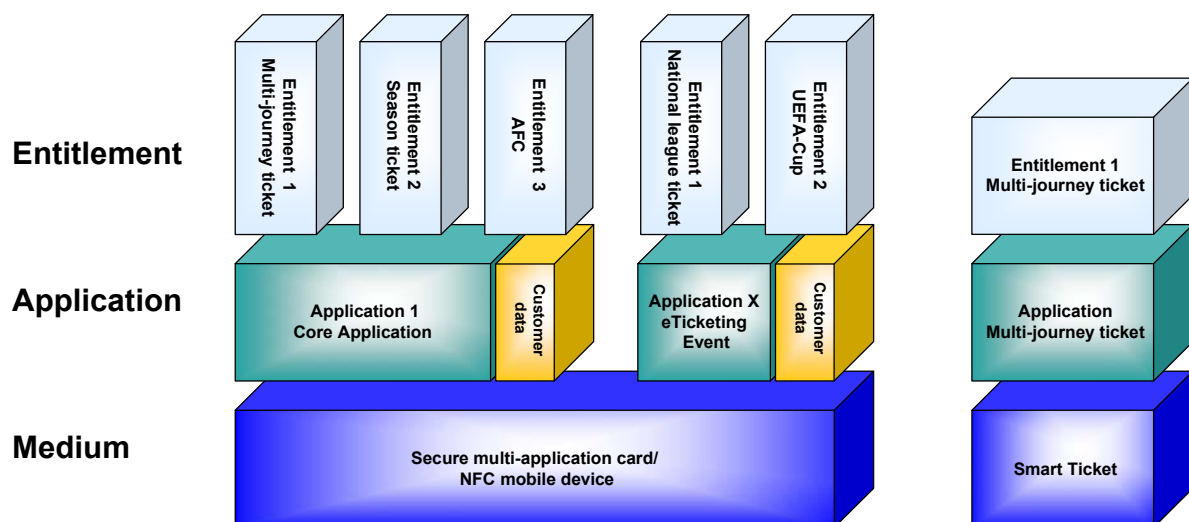 Entitlement
Entitlement 1
Multi-journey ticket
Entitlement 2
Season ticket
Entitlement 3
AFC
Entitlement 1
National league ticket
Entitlement 2
UEFA-Cup
Entitlement 1
Multi-journey ticket
Application
Application 1
Core Application
Customer
data
Application X
eTicketing
Event
Customer
data
Application
Multi-journey ticket
Medium
Secure multi-application card/
NFC mobile device
Smart Ticket